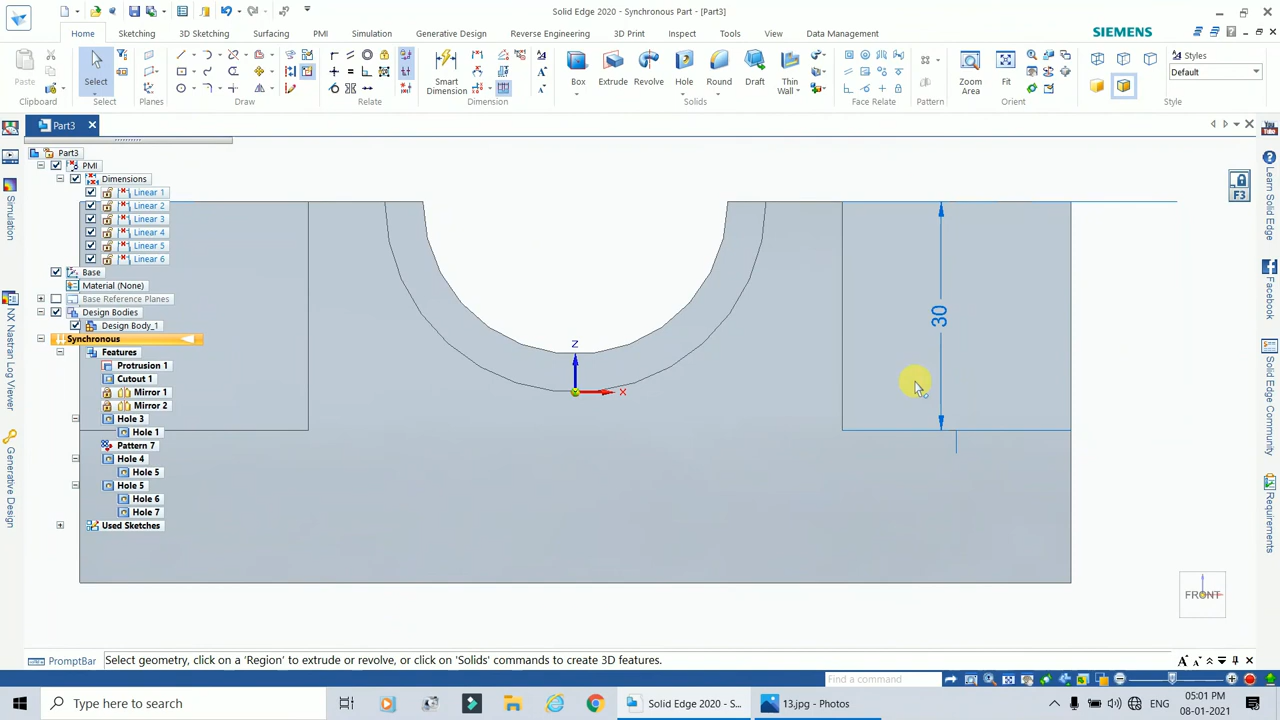 Solid Edge 2020 - Synchronous Part - [Part3]
Home
Sketching
3D Sketching
Surfacing
PMI
Simulation
Generative Design
Reverse Engineering
3D Print
Inspect
Tools
View
Data Management
SIEMENS
Paste
Select
Smart Dimension
Box
Extrude
Revolve
Hole
Round
Draft
Thin Wall
Zoom Area
Fit
Styles
Default
Clipboard
Select
Planes
Draw
Relate
Dimension
Solids
Face Relate
Pattern
Orient
Style
Part3
Part3
PMI
Dimensions
Linear 1
Linear 2
Linear 3
Linear 4
Linear 5
Linear 6
Base
Material (None)
Base Reference Planes
Design Bodies
Design Body_1
Synchronous
Features
Protrusion 1
Cutout 1
Mirror 1
Mirror 2
Hole 3
Hole 1
Pattern 7
Hole 4
Hole 5
Hole 5
Hole 6
Hole 7
Used Sketches
Simulation
NX Nastran Log View
Generative Design
Z
X
30
FRONT
F3
You Tube
Learn Solid Edge
Facebook
Solid Edge Community
Requirements
PromptBar
Select geometry, click on a 'Region' to extrude or revolve, or click on 'Solids' commands to create 3D features.
Find a command
Type here to search
Solid Edge 2020 - S...
13.jpg - Photos
ENG
05:01 PM
08-01-2021